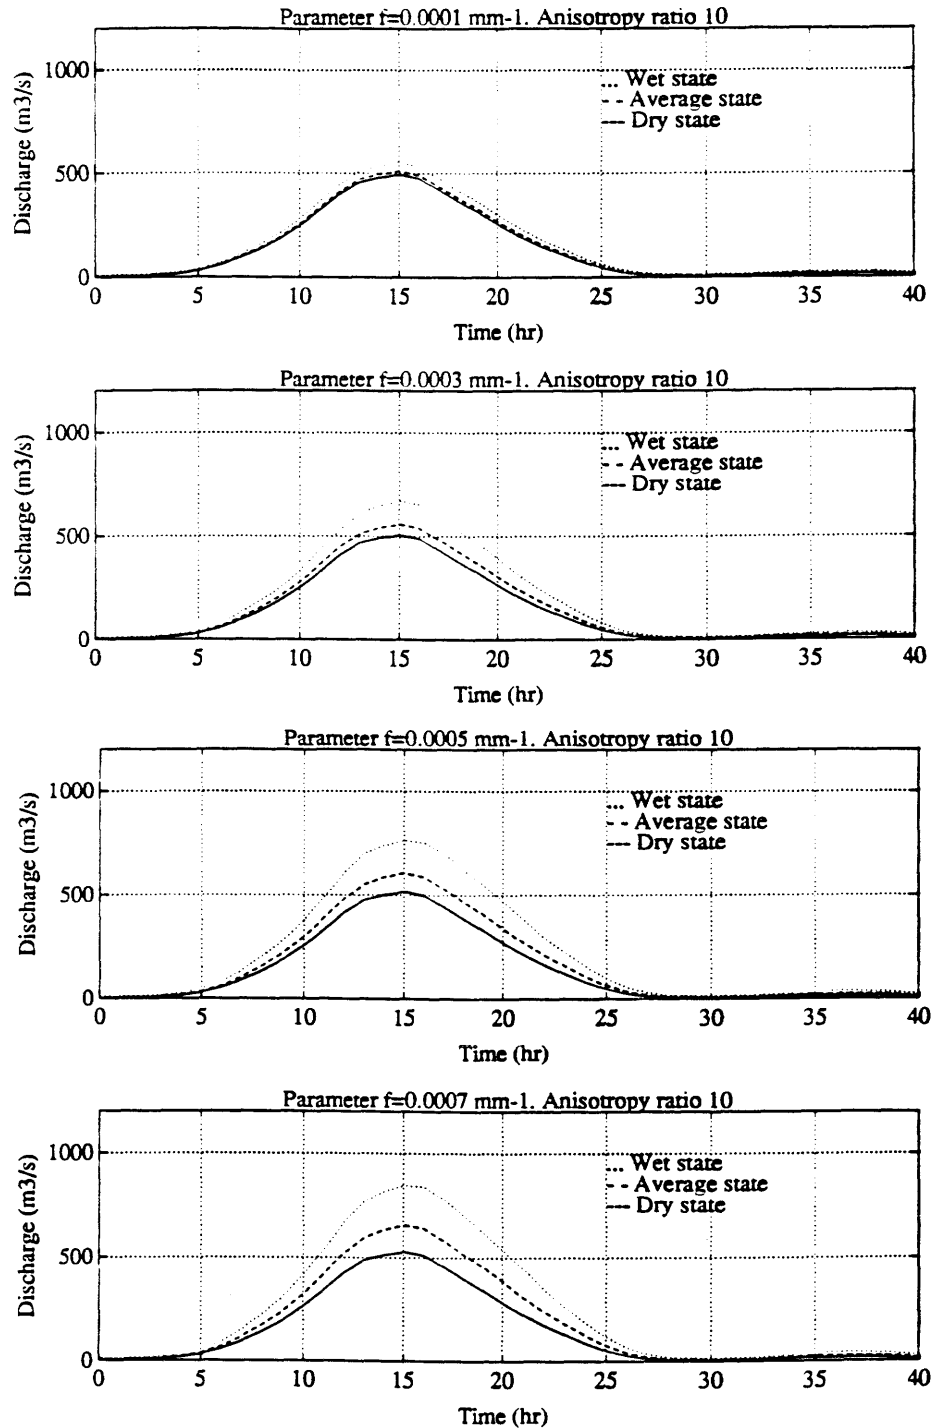 Parameter f=0.0001 mm-1. Anisotropy ratio 10
Discharge (m3/s)
1000
500
0
... Wet state
--- Average state
— Dry state
0 5 10 15 20 25 30 35 40
Time (hr)
Parameter f=0.0003 mm-1. Anisotropy ratio 10
Discharge (m3/s)
1000
500
0
... Wet state
--- Average state
— Dry state
0 5 10 15 20 25 30 35 40
Time (hr)
Parameter f=0.0005 mm-1. Anisotropy ratio 10
Discharge (m3/s)
1000
500
0
... Wet state
--- Average state
— Dry state
0 5 10 15 20 25 30 35 40
Time (hr)
Parameter f=0.0007 mm-1. Anisotropy ratio 10
Discharge (m3/s)
1000
500
0
... Wet state
--- Average state
— Dry state
0 5 10 15 20 25 30 35 40
Time (hr)